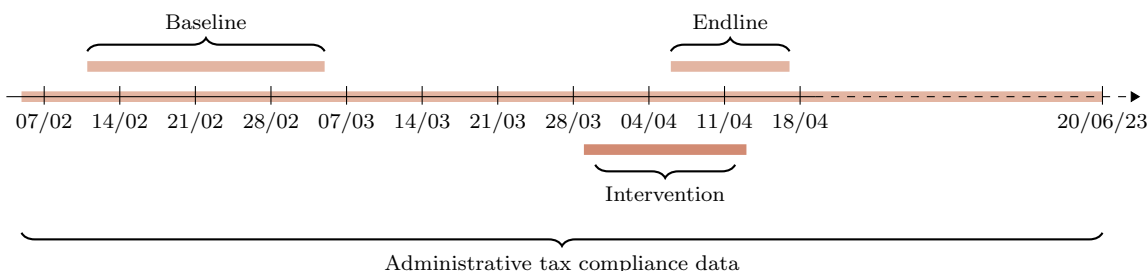 Baseline Endline
07/02 14/02 21/02 28/02 07/03 14/03 21/03 28/03 04/04 11/04 18/04 20/06/23
Intervention
Administrative tax compliance data